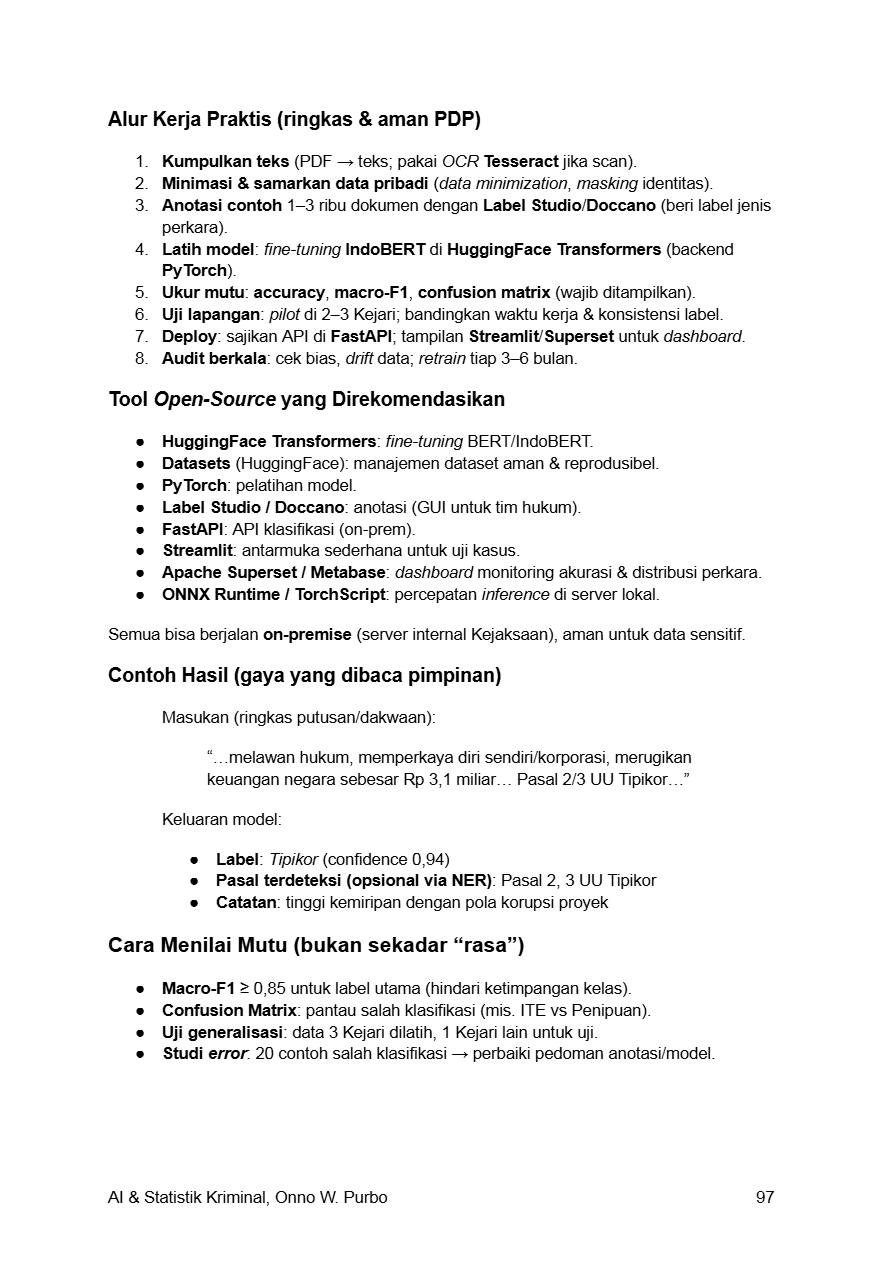 Alur Kerja Praktis (ringkas & aman PDP)
1. Kumpulkan teks (PDF → teks; pakai OCR Tesseract jika scan).
2. Minimasi & samarkan data pribadi (data minimization, masking identitas).
3. Anotasi contoh 1–3 ribu dokumen dengan Label Studio/Doccano (beri label jenis
perkara).
4. Latih model: fine-tuning IndoBERT di HuggingFace Transformers (backend
PyTorch).
5. Ukur mutu: accuracy, macro-F1, confusion matrix (wajib ditampilkan).
6. Uji lapangan: pilot di 2–3 Kejari; bandingkan waktu kerja & konsistensi label.
7. Deploy: sajikan API di FastAPI; tampilan Streamlit/Superset untuk dashboard.
8. Audit berkala: cek bias, drift data; retrain tiap 3–6 bulan.
Tool Open-Source yang Direkomendasikan
● HuggingFace Transformers: fine-tuning BERT/IndoBERT.
● Datasets (HuggingFace): manajemen dataset aman & reprodusibel.
● PyTorch: pelatihan model.
● Label Studio / Doccano: anotasi (GUI untuk tim hukum).
● FastAPI: API klasifikasi (on-prem).
● Streamlit: antarmuka sederhana untuk uji kasus.
● Apache Superset / Metabase: dashboard monitoring akurasi & distribusi perkara.
● ONNX Runtime / TorchScript: percepatan inference di server lokal.
Semua bisa berjalan on-premise (server internal Kejaksaan), aman untuk data sensitif.
Contoh Hasil (gaya yang dibaca pimpinan)
Masukan (ringkas putusan/dakwaan):
“…melawan hukum, memperkaya diri sendiri/korporasi, merugikan
keuangan negara sebesar Rp 3,1 miliar… Pasal 2/3 UU Tipikor…”
Keluaran model:
● Label: Tipikor (confidence 0,94)
● Pasal terdeteksi (opsional via NER): Pasal 2, 3 UU Tipikor
● Catatan: tinggi kemiripan dengan pola korupsi proyek
Cara Menilai Mutu (bukan sekadar “rasa”)
● Macro-F1 ≥ 0,85 untuk label utama (hindari ketimpangan kelas).
● Confusion Matrix: pantau salah klasifikasi (mis. ITE vs Penipuan).
● Uji generalisasi: data 3 Kejari dilatih, 1 Kejari lain untuk uji.
● Studi error: 20 contoh salah klasifikasi → perbaiki pedoman anotasi/model.
AI & Statistik Kriminal, Onno W. Purbo 97